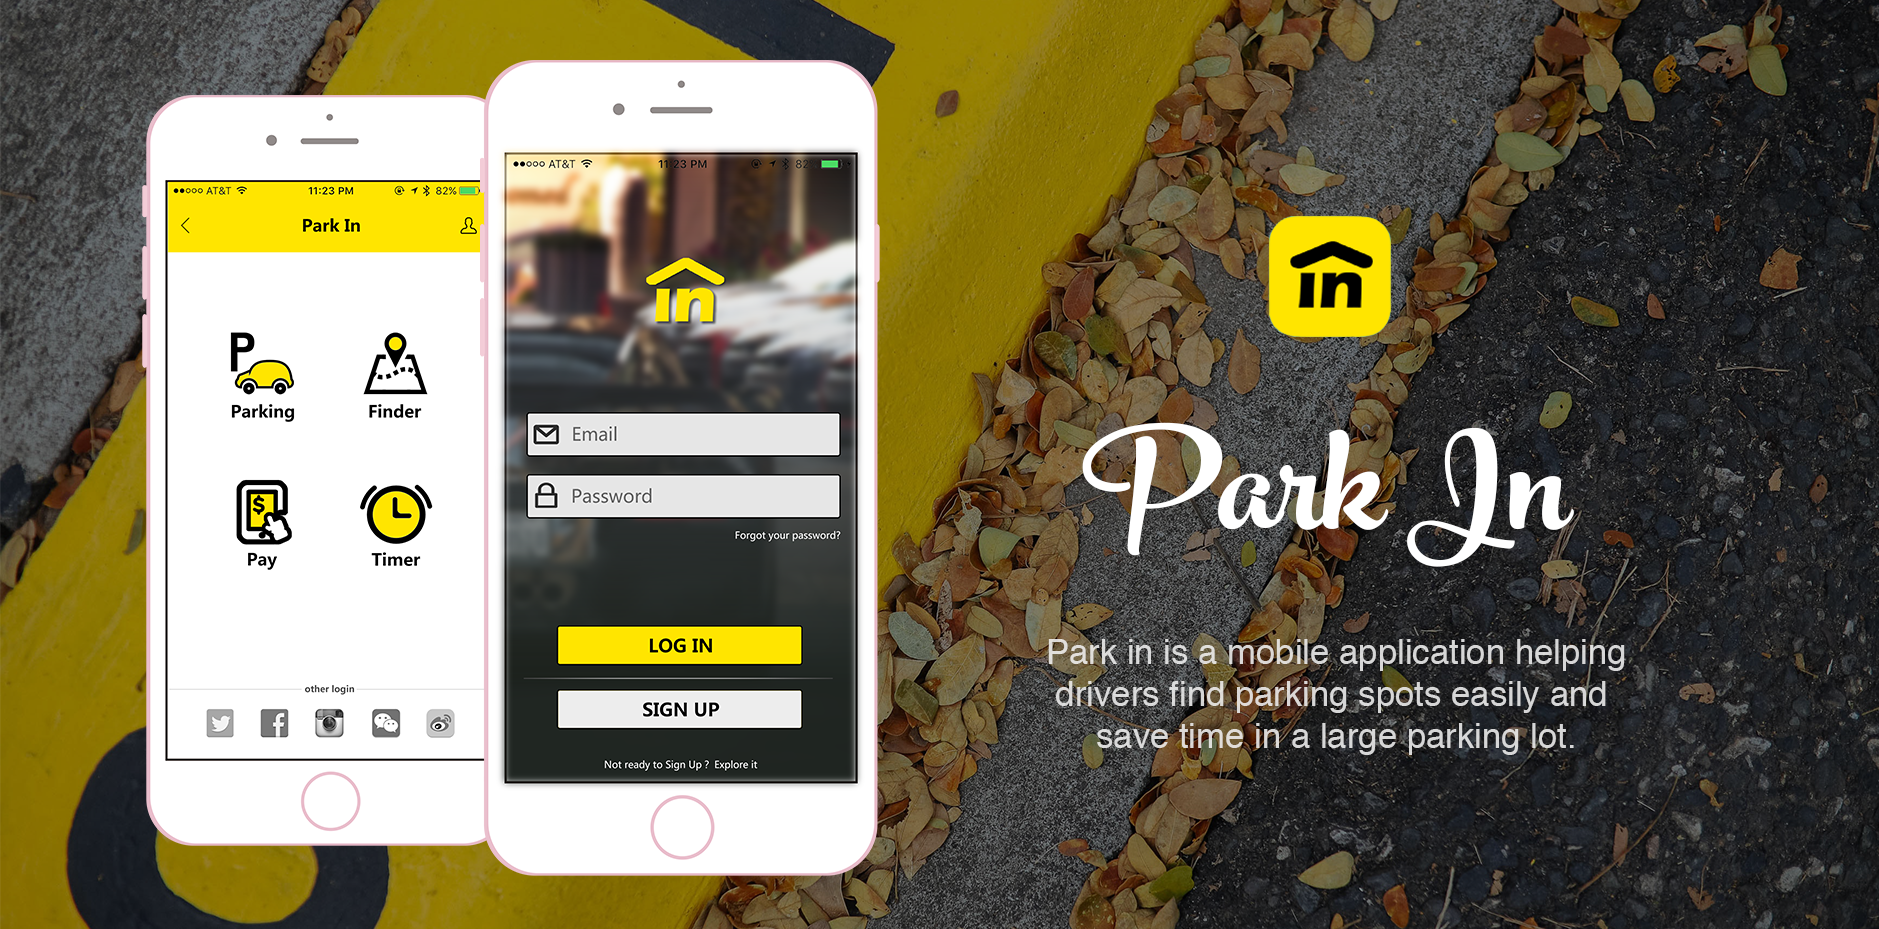 ●●○○○ AT&T 11:23 PM 82%
Park In
P
Parking Finder
$
Pay Timer
other login
●●○○○ AT&T 11:23 PM 82
in
Email
Password
Forgot your password?
LOG IN
SIGN UP
Not ready to Sign Up ? Explore it
in
Park In
Park in is a mobile application helping
drivers find parking spots easily and
save time in a large parking lot.